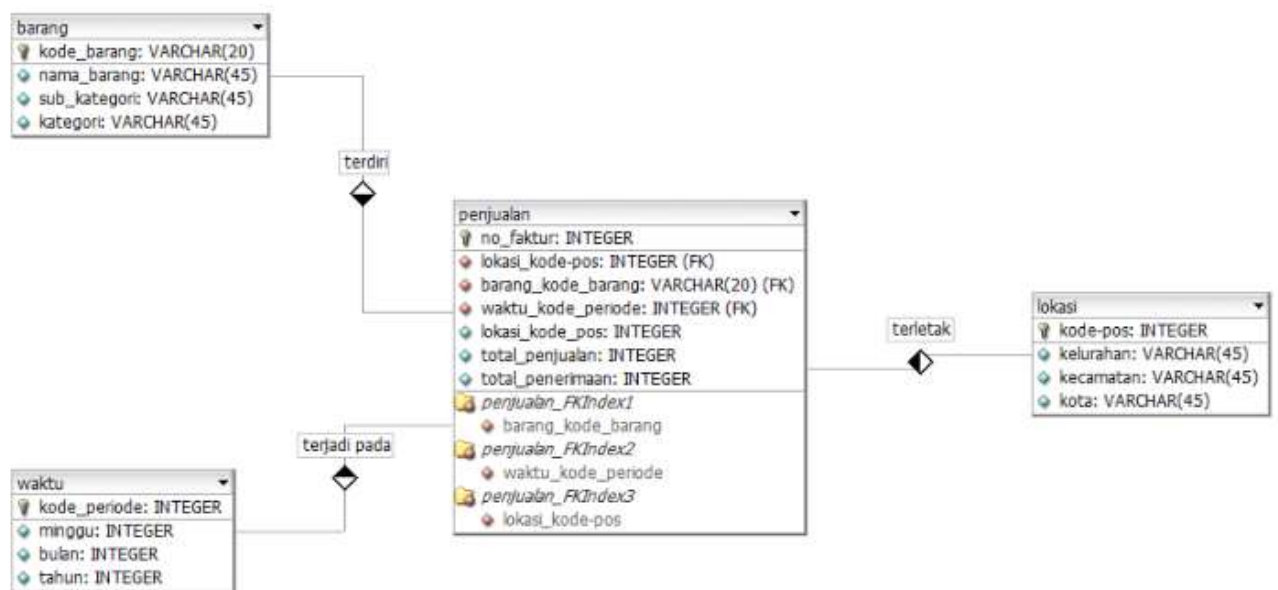 barang
kode_barang: VARCHAR(20)
nama_barang: VARCHAR(45)
sub_kategori: VARCHAR(45)
kategori: VARCHAR(45)
terdiri
penjualan
no_faktur: INTEGER
lokasi_kode-pos: INTEGER (FK)
barang_kode_barang: VARCHAR(20) (FK)
waktu_kode_periode: INTEGER (FK)
lokasi_kode_pos: INTEGER
total_penjualan: INTEGER
total_penerimaan: INTEGER
penjualan_FKIndex1
barang_kode_barang
penjualan_FKIndex2
waktu_kode_periode
penjualan_FKIndex3
lokasi_kode-pos
terletak
lokasi
kode-pos: INTEGER
kelurahan: VARCHAR(45)
kecamatan: VARCHAR(45)
kota: VARCHAR(45)
terjadi pada
waktu
kode_periode: INTEGER
minggu: INTEGER
bulan: INTEGER
tahun: INTEGER